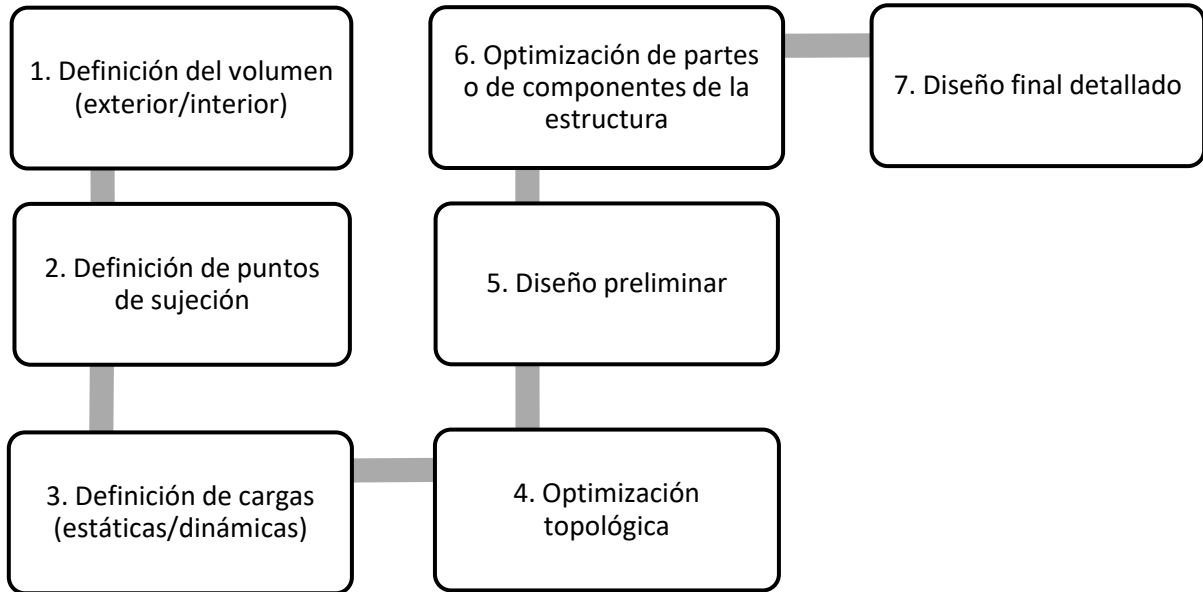 1. Definición del volumen
(exterior/interior)
2. Definición de puntos
de sujeción
3. Definición de cargas
(estáticas/dinámicas)
4. Optimización
topológica
5. Diseño preliminar
6. Optimización de partes
o de componentes de la
estructura
7. Diseño final detallado